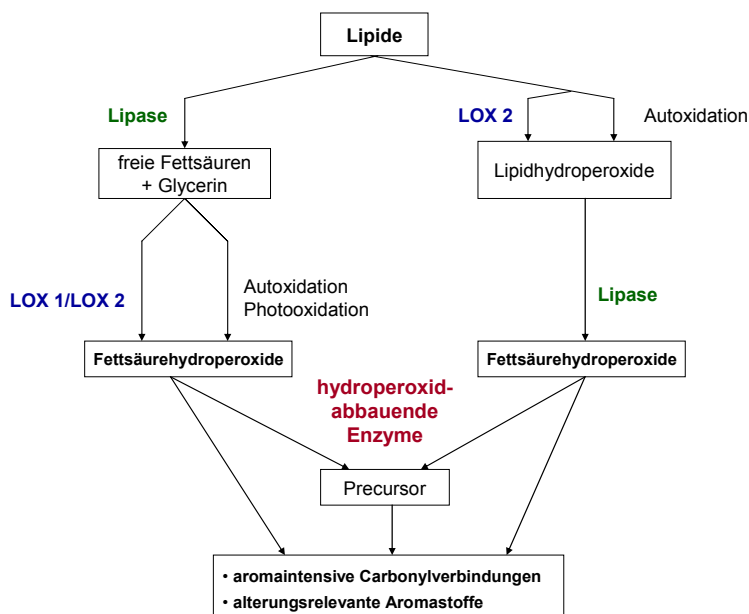 Lipide
Lipase
LOX 2
Autoxidation
freie Fettsäuren
+ Glycerin
Lipidhydroperoxide
LOX 1/LOX 2
Autoxidation
Photooxidation
Lipase
Fettsäurehydroperoxide
Fettsäurehydroperoxide
hydroperoxid-
abbauende
Enzyme
Precursor
• aromaintensive Carbonylverbindungen
• alterungsrelevante Aromastoffe